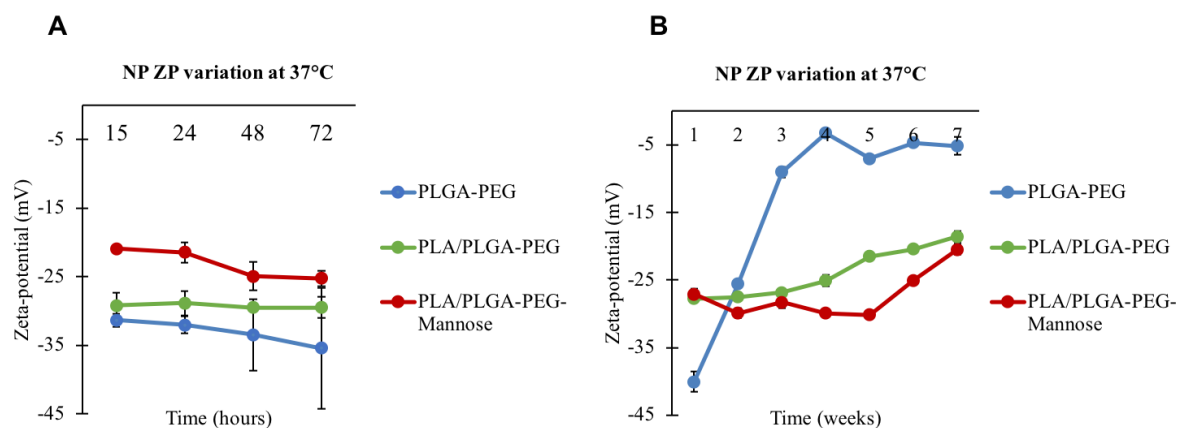 A
NP ZP variation at 37°C
15 24 48 72
-5
-15
-25
-35
-45
Zeta-potential (mV)
Time (hours)
PLGA-PEG
PLA/PLGA-PEG
PLA/PLGA-PEG-
Mannose
B
NP ZP variation at 37°C
1 2 3 4 5 6 7
-5
-15
-25
-35
-45
Zeta-potential (mV)
Time (weeks)
PLGA-PEG
PLA/PLGA-PEG
PLA/PLGA-PEG-
Mannose